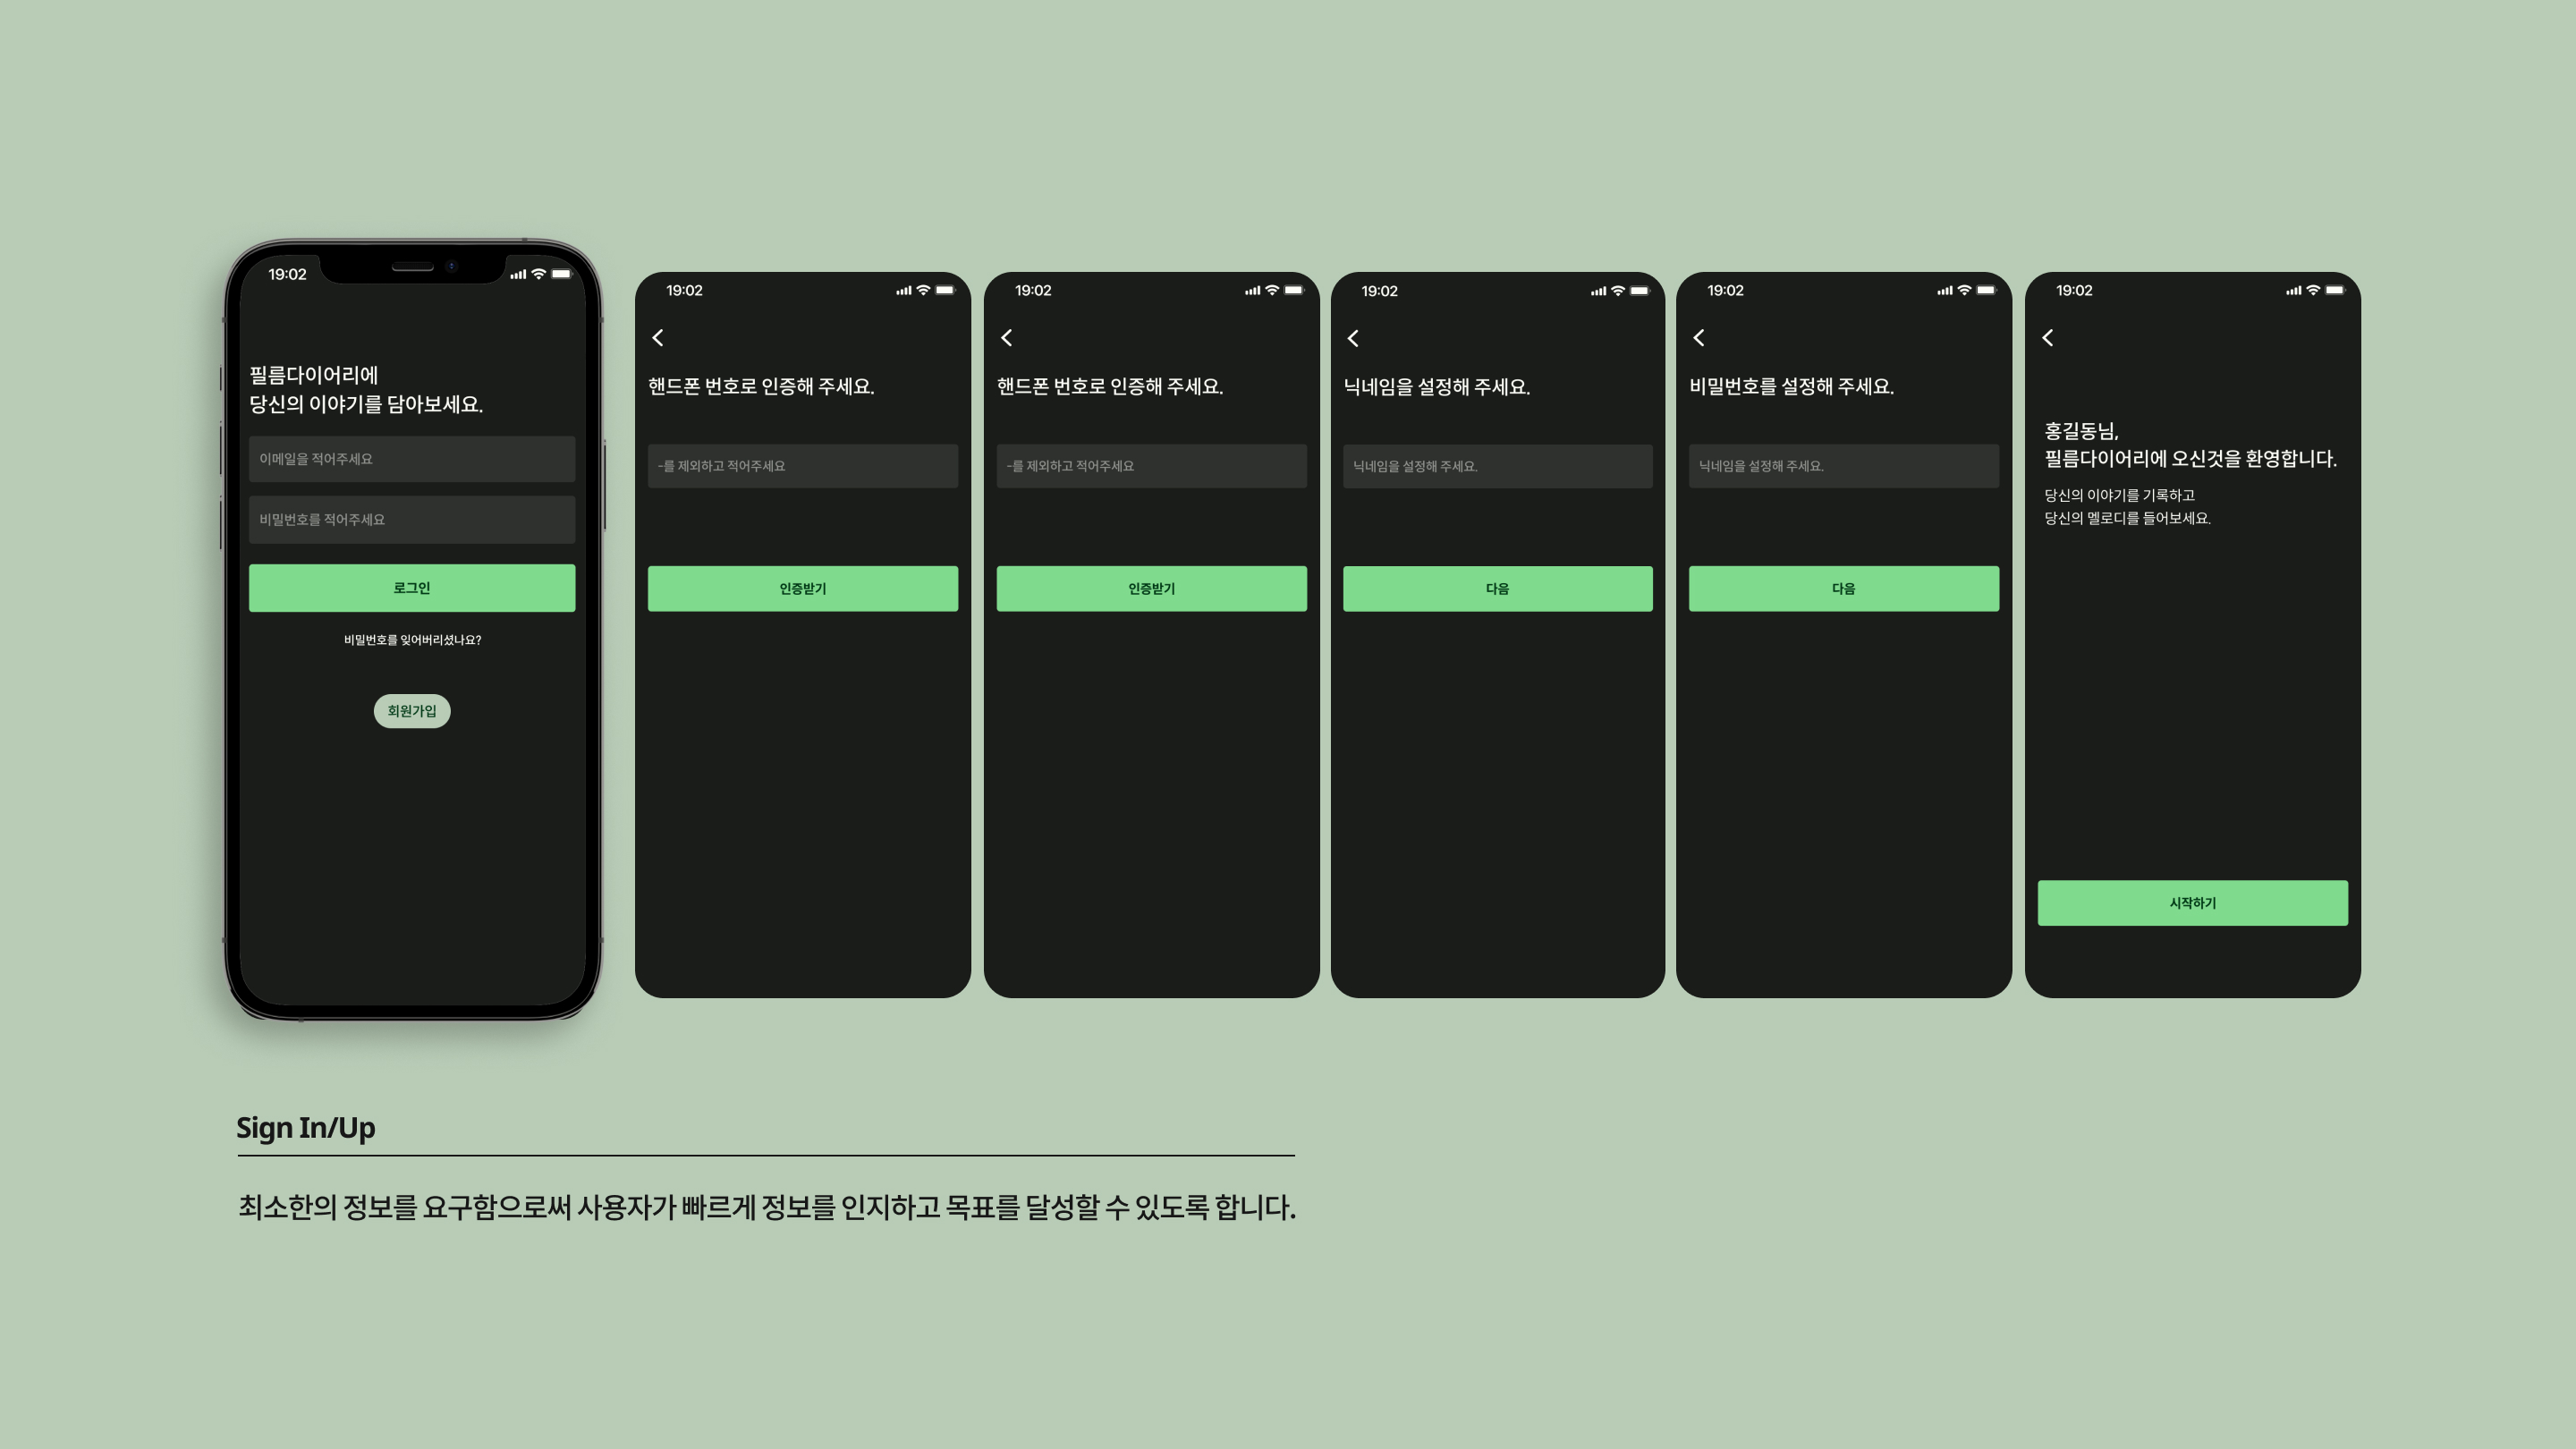 19:02
필름다이어리에
당신의 이야기를 담아보세요.
이메일을 적어주세요
비밀번호를 적어주세요
로그인
비밀번호를 잊어버리셨나요?
회원가입
19:02
핸드폰 번호로 인증해 주세요.
-를 제외하고 적어주세요
인증받기
19:02
핸드폰 번호로 인증해 주세요.
-를 제외하고 적어주세요
인증받기
19:02
닉네임을 설정해 주세요.
닉네임을 설정해 주세요.
다음
19:02
비밀번호를 설정해 주세요.
닉네임을 설정해 주세요.
다음
19:02
홍길동님,
필름다이어리에 오신것을 환영합니다.
당신의 이야기를 기록하고
당신의 멜로디를 들어보세요.
시작하기
Sign In/Up
최소한의 정보를 요구함으로써 사용자가 빠르게 정보를 인지하고 목표를 달성할 수 있도록 합니다.